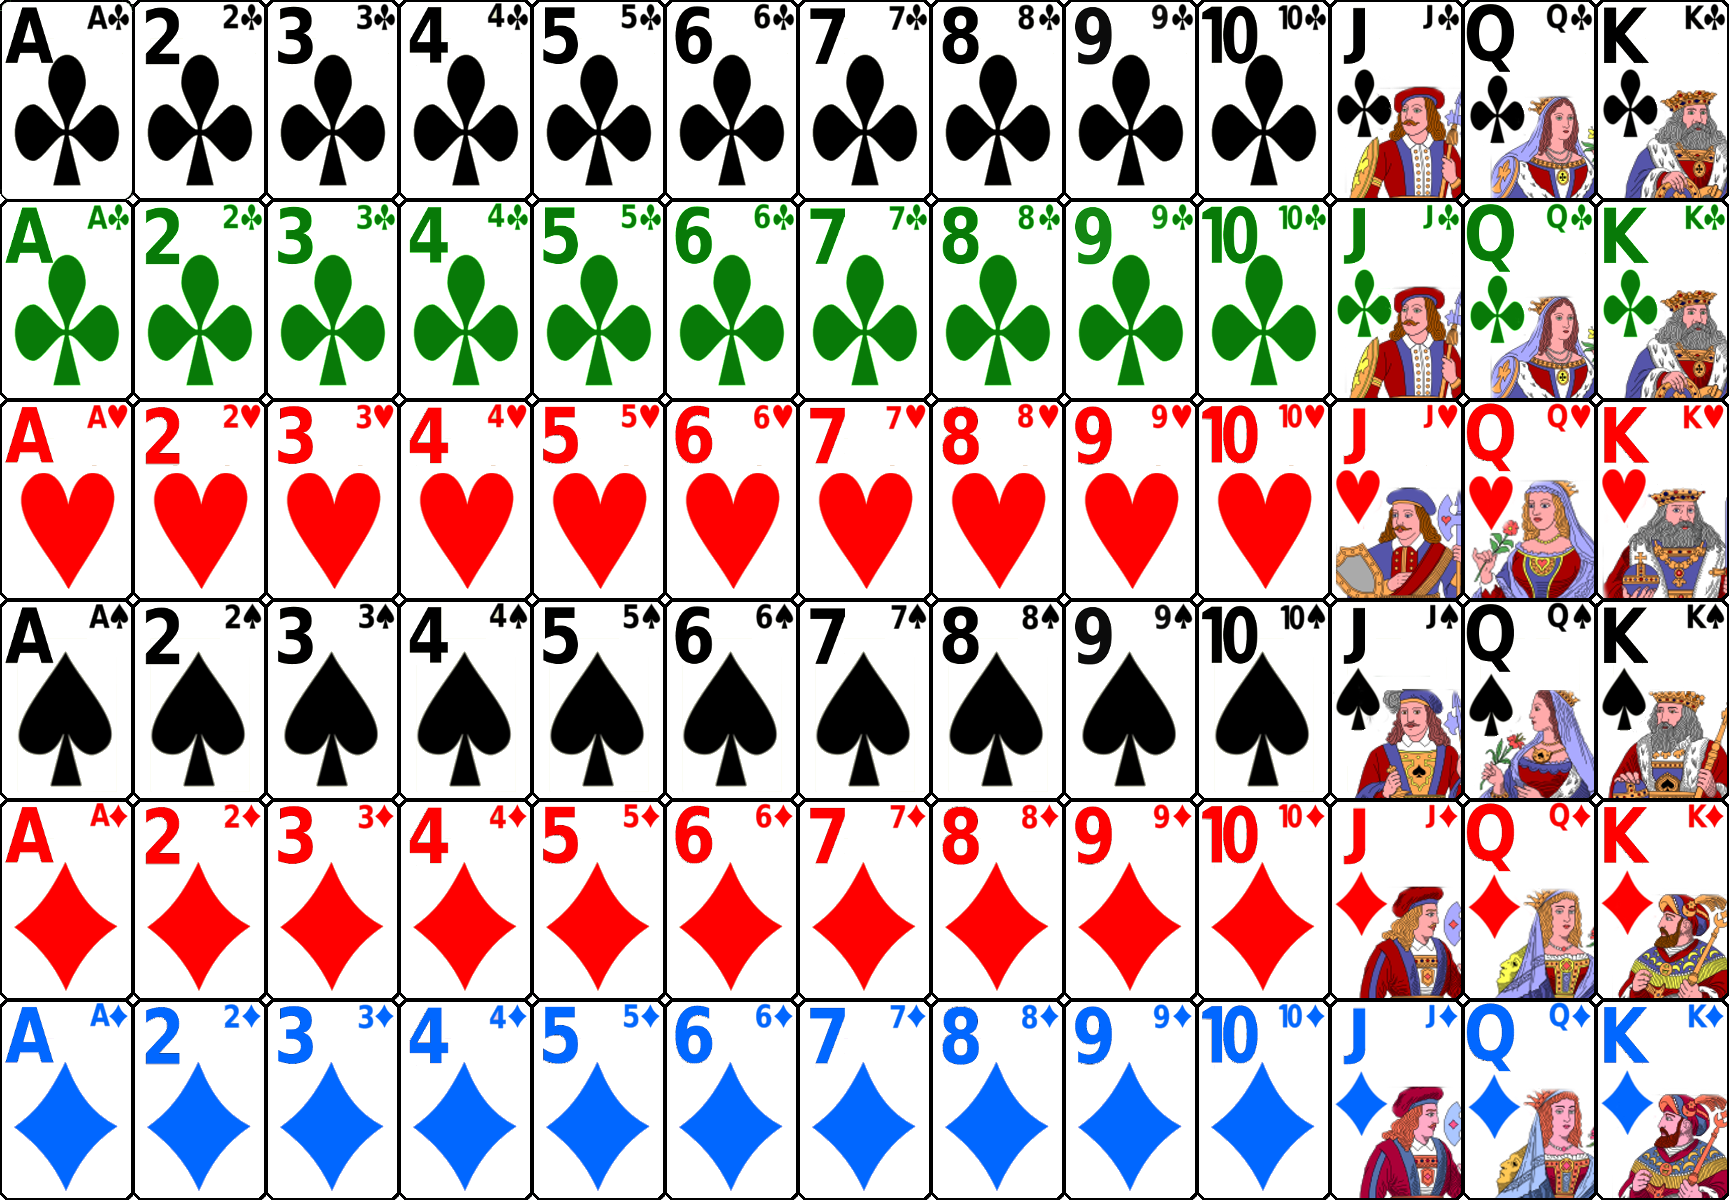 A A♣ 2 2♣ 3 3♣ 4 4♣ 5 5♣ 6 6♣ 7 7♣ 8 8♣ 9 9♣ 10 10♣ J J♣ Q Q♣ K K♣
A A♣ 2 2♣ 3 3♣ 4 4♣ 5 5♣ 6 6♣ 7 7♣ 8 8♣ 9 9♣ 10 10♣ J J♣ Q Q♣ K K♣
A A♥ 2 2♥ 3 3♥ 4 4♥ 5 5♥ 6 6♥ 7 7♥ 8 8♥ 9 9♥ 10 10♥ J J♥ Q Q♥ K K♥
A A♠ 2 2♠ 3 3♠ 4 4♠ 5 5♠ 6 6♠ 7 7♠ 8 8♠ 9 9♠ 10 10♠ J J♠ Q Q♠ K K♠
A A♦ 2 2♦ 3 3♦ 4 4♦ 5 5♦ 6 6♦ 7 7♦ 8 8♦ 9 9♦ 10 10♦ J J♦ Q Q♦ K K♦
A A♦ 2 2♦ 3 3♦ 4 4♦ 5 5♦ 6 6♦ 7 7♦ 8 8♦ 9 9♦ 10 10♦ J J♦ Q Q♦ K K♦